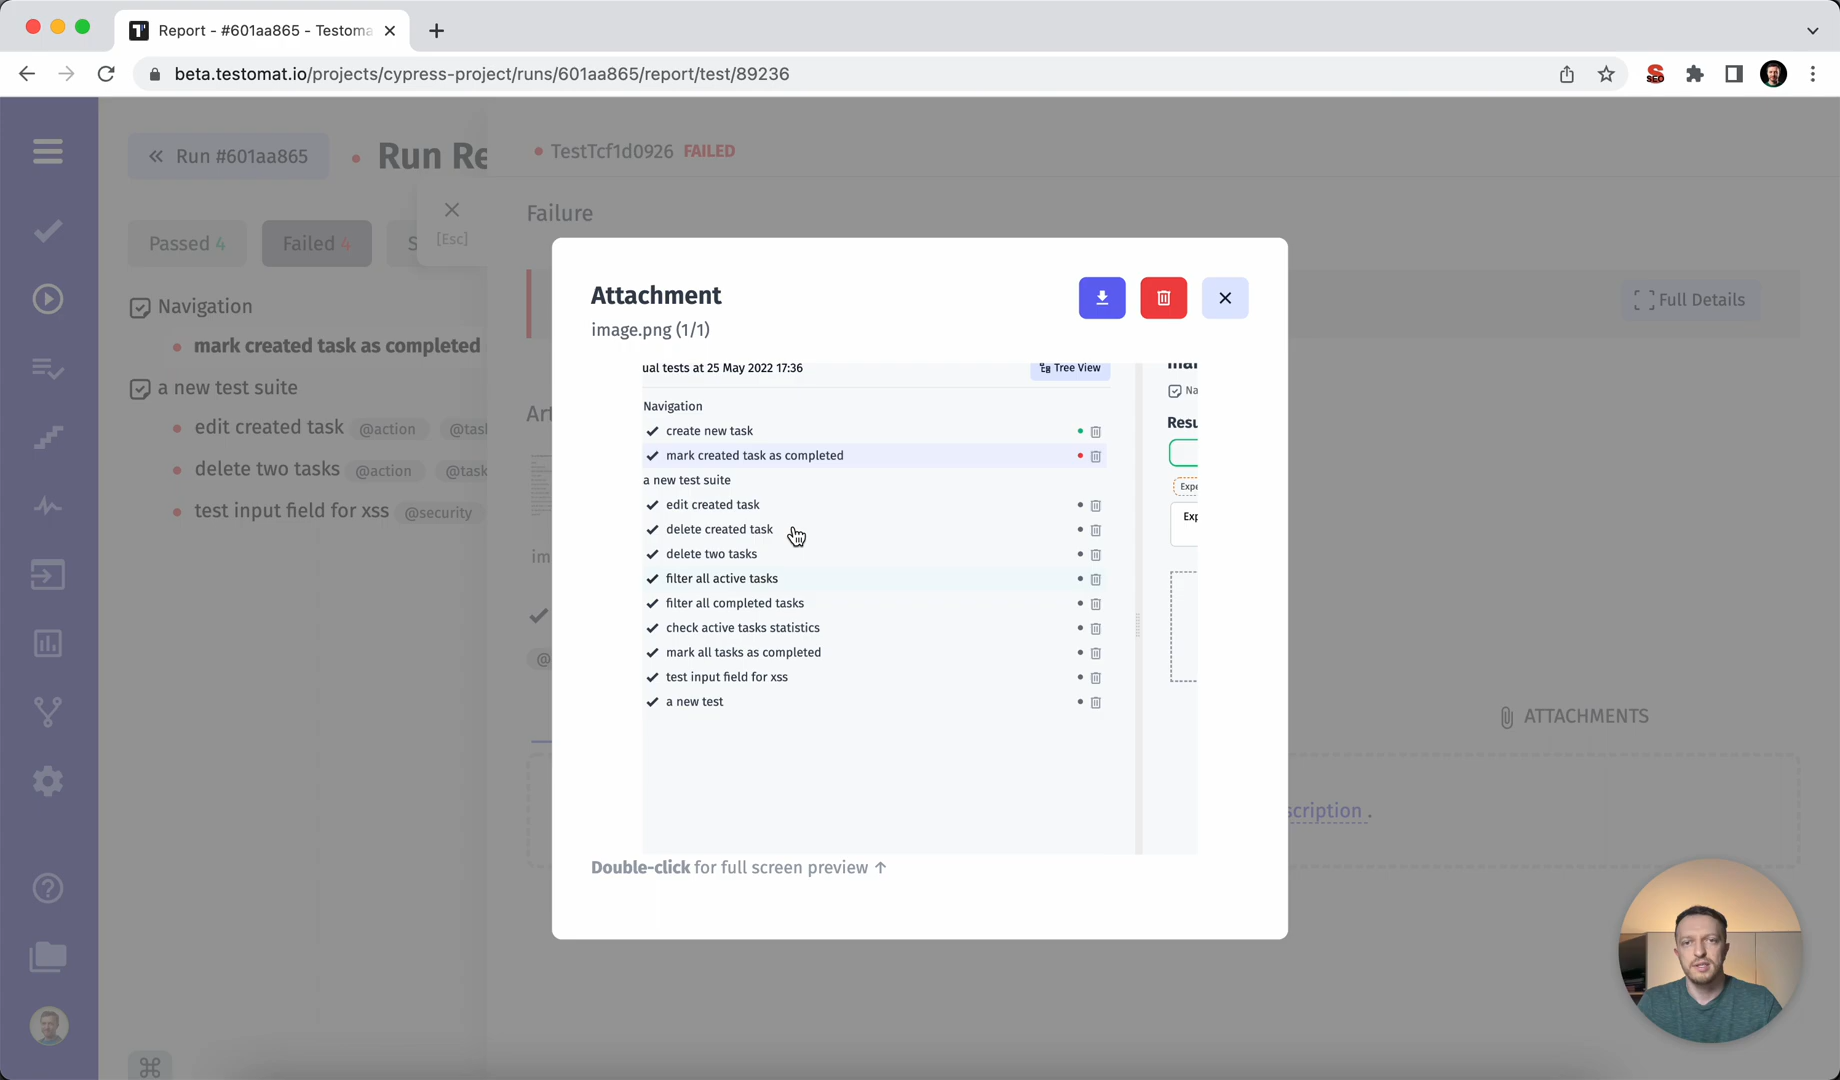 Report - #601aa865 - Testoma
beta.testomat.io/projects/cypress-project/runs/601aa865/report/test/89236
SEO
Run #601aa865
Run Re
TestTcf1d0926 FAILED
[Esc]
Passed 4
Failed 4
S
Failure
Full Details
Navigation
mark created task as completed
a new test suite
edit created task @action @tas
delete two tasks @action @task
test input field for xss @security
Art
im
@
Attachment
image.png (1/1)
ual tests at 25 May 2022 17:36
Tree View
Navigation
create new task
mark created task as completed
a new test suite
edit created task
delete created task
delete two tasks
filter all active tasks
filter all completed tasks
check active tasks statistics
mark all tasks as completed
test input field for xss
a new test
Na
Resu
Expe
Exp
Double-click for full screen preview ↑
ATTACHMENTS
scription .